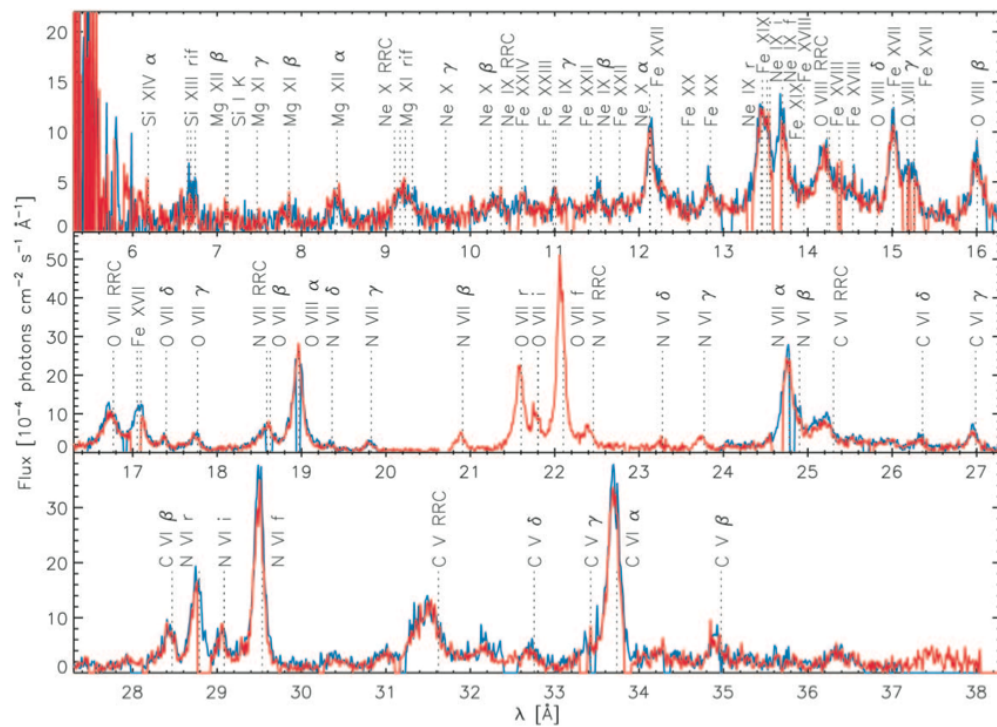 20
15
10
5
0
Si XIV α
Si XIII rif
Mg XII β
Si I K
Mg XI γ
Mg XI β
Mg XII α
Ne X RRC
Mg XI rif
Ne X γ
Ne X β
Ne IX RRC
Fe XXIV
Fe XXIII
Ne IX γ
Fe XXII
Ne IX β
Fe XXII
Ne X α
Fe XVII
Fe XX
Fe XX
Ne IX r
Fe XIX
Ne IX i
Ne IX f
Fe XIX
Fe XVIII
O VIII RRC
Fe XVIII
Fe XVIII
O VIII δ
Fe XVII
O VIII γ
Fe XVII
O VIII β
6 7 8 9 10 11 12 13 14 15 16
Flux [10⁻⁴ photons cm⁻² s⁻¹ Å⁻¹]
50
40
30
20
10
0
O VII RRC
Fe XVII
O VII δ
O VII γ
N VII RRC
O VII β
O VIII α
N VII δ
N VII γ
N VII β
O VII r
O VII i
O VII f
N VI RRC
N VI δ
N VI γ
N VII α
N VI β
C VI RRC
C VI δ
C VI γ
17 18 19 20 21 22 23 24 25 26 27
30
20
10
0
C VI β
N VI r
N VI i
N VI f
C V RRC
C V δ
C V γ
C VI α
C V β
28 29 30 31 32 33 34 35 36 37 38
λ [Å]